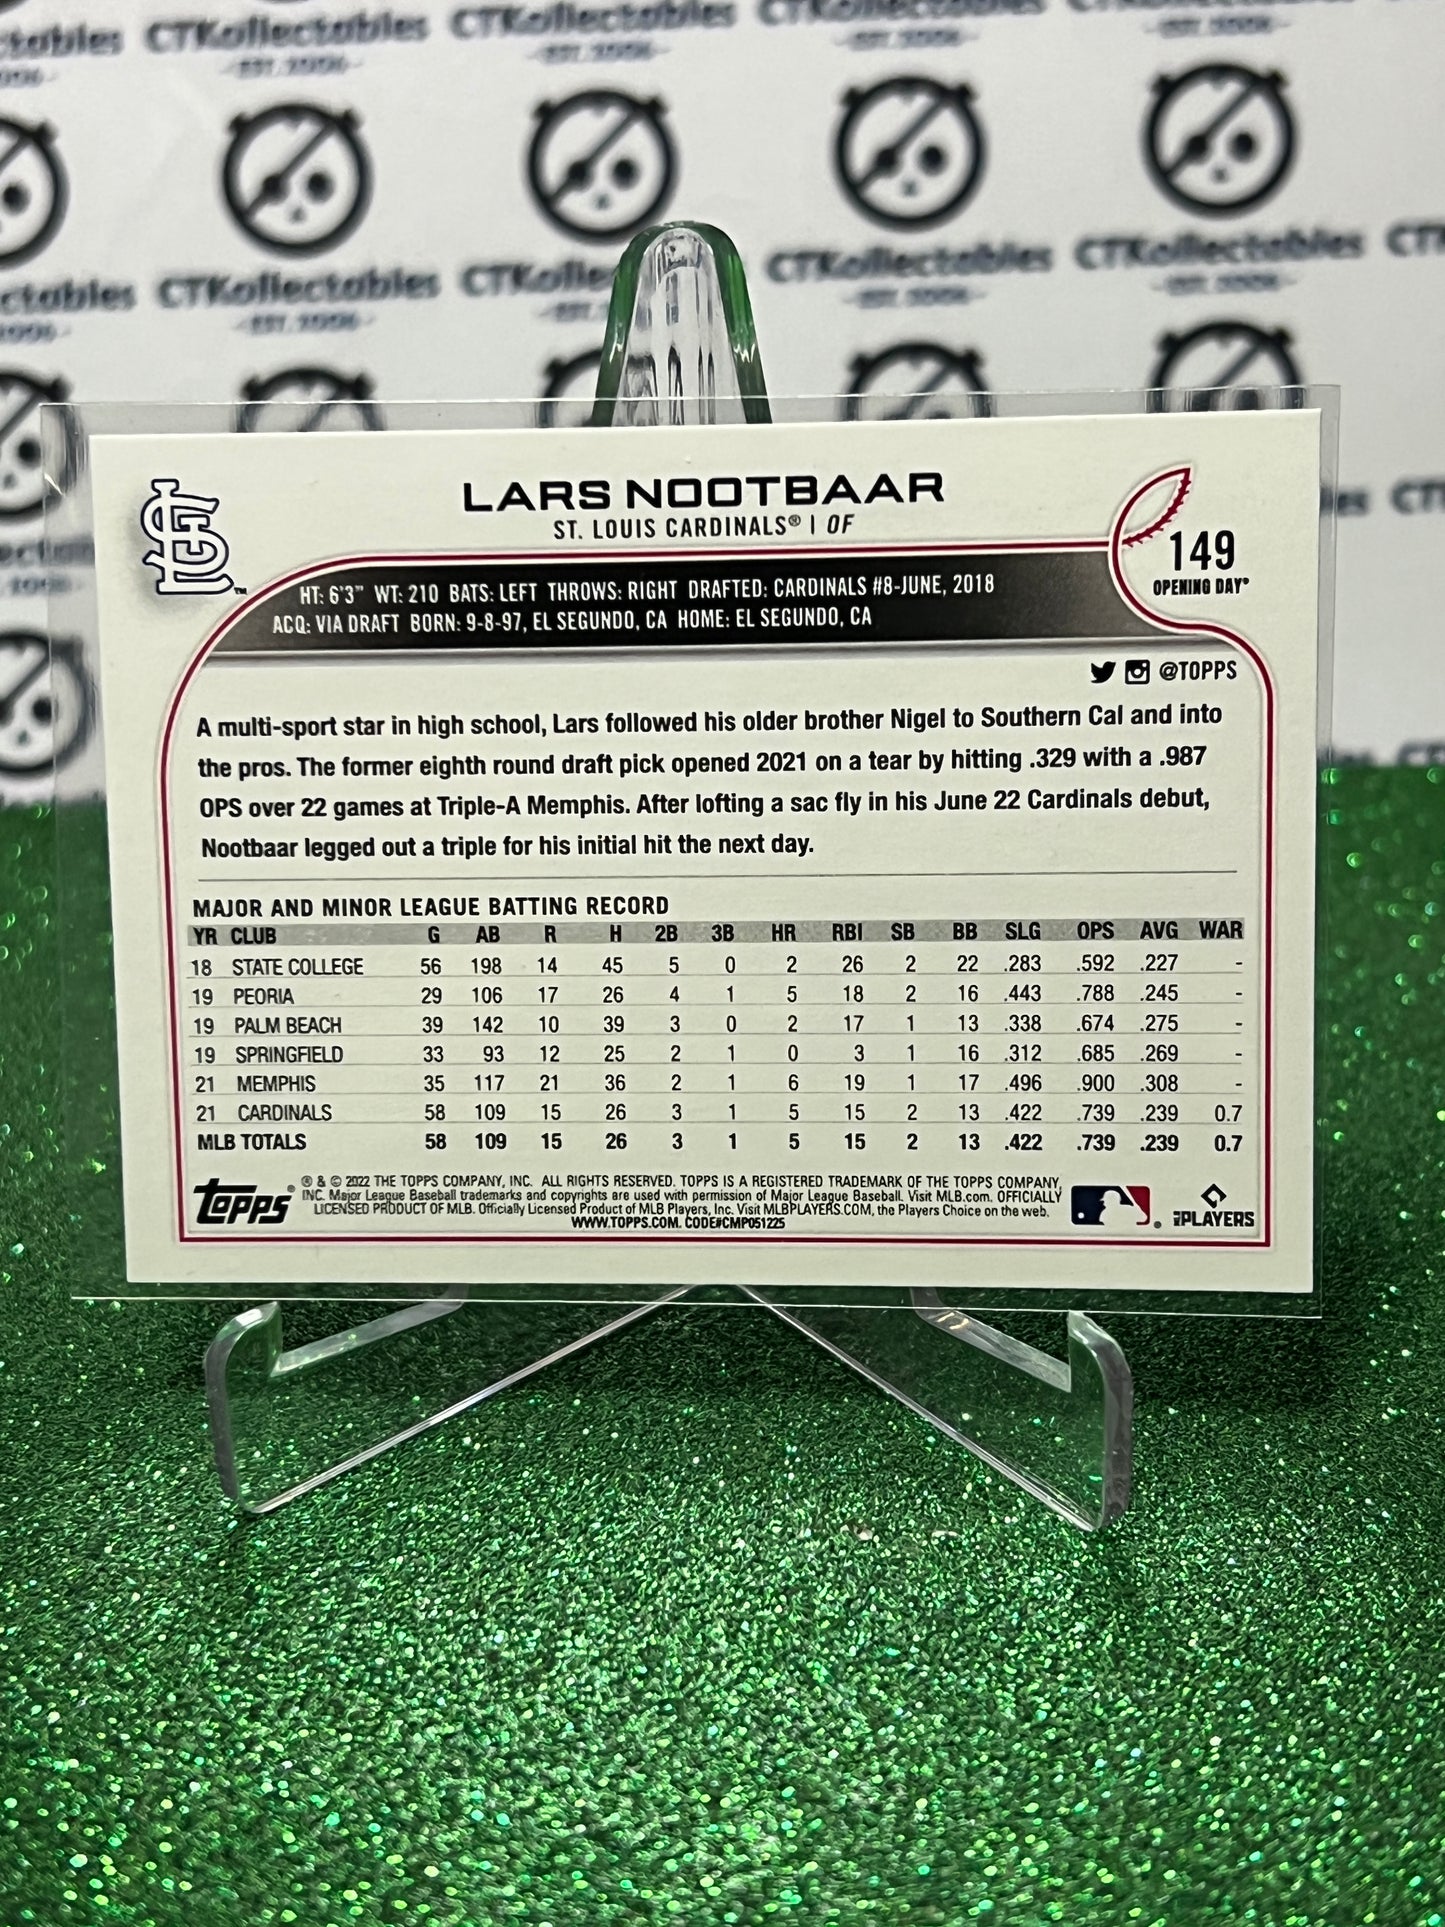 CTKollectables CTKollectables
EST. 2006
CTKollectables CTKollectables CTKollectables
EST. 2006
LARS NOOTBAAR
ST. LOUIS CARDINALS® | OF
149
OPENING DAY®
HT: 6'3" WT: 210 BATS: LEFT THROWS: RIGHT DRAFTED: CARDINALS #8-JUNE, 2018
ACQ: VIA DRAFT BORN: 9-8-97, EL SEGUNDO, CA HOME: EL SEGUNDO, CA
@TOPPS
A multi-sport star in high school, Lars followed his older brother Nigel to Southern Cal and into
the pros. The former eighth round draft pick opened 2021 on a tear by hitting .329 with a .987
OPS over 22 games at Triple-A Memphis. After lofting a sac fly in his June 22 Cardinals debut,
Nootbaar legged out a triple for his initial hit the next day.
MAJOR AND MINOR LEAGUE BATTING RECORD
YR CLUB G AB R H 2B 3B HR RBI SB BB SLG OPS AVG WAR
18 STATE COLLEGE 56 198 14 45 5 0 2 26 2 22 .283 .592 .227 -
19 PEORIA 29 106 17 26 4 1 5 18 2 16 .443 .788 .245 -
19 PALM BEACH 39 142 10 39 3 0 2 17 1 13 .338 .674 .275 -
19 SPRINGFIELD 33 93 12 25 2 1 0 3 1 16 .312 .685 .269 -
21 MEMPHIS 35 117 21 36 2 1 6 19 1 17 .496 .900 .308 -
21 CARDINALS 58 109 15 26 3 1 5 15 2 13 .422 .739 .239 0.7
MLB TOTALS 58 109 15 26 3 1 5 15 2 13 .422 .739 .239 0.7
TOPPS®
® & © 2022 THE TOPPS COMPANY, INC. ALL RIGHTS RESERVED. TOPPS IS A REGISTERED TRADEMARK OF THE TOPPS COMPANY,
INC. Major League Baseball trademarks and copyrights are used with permission of Major League Baseball. Visit MLB.com. OFFICIALLY
LICENSED PRODUCT OF MLB. Officially Licensed Product of MLB Players, Inc. Visit MLBPLAYERS.COM, the Players Choice on the web.
WWW.TOPPS.COM. CODE#CMP051225
PLAYERS